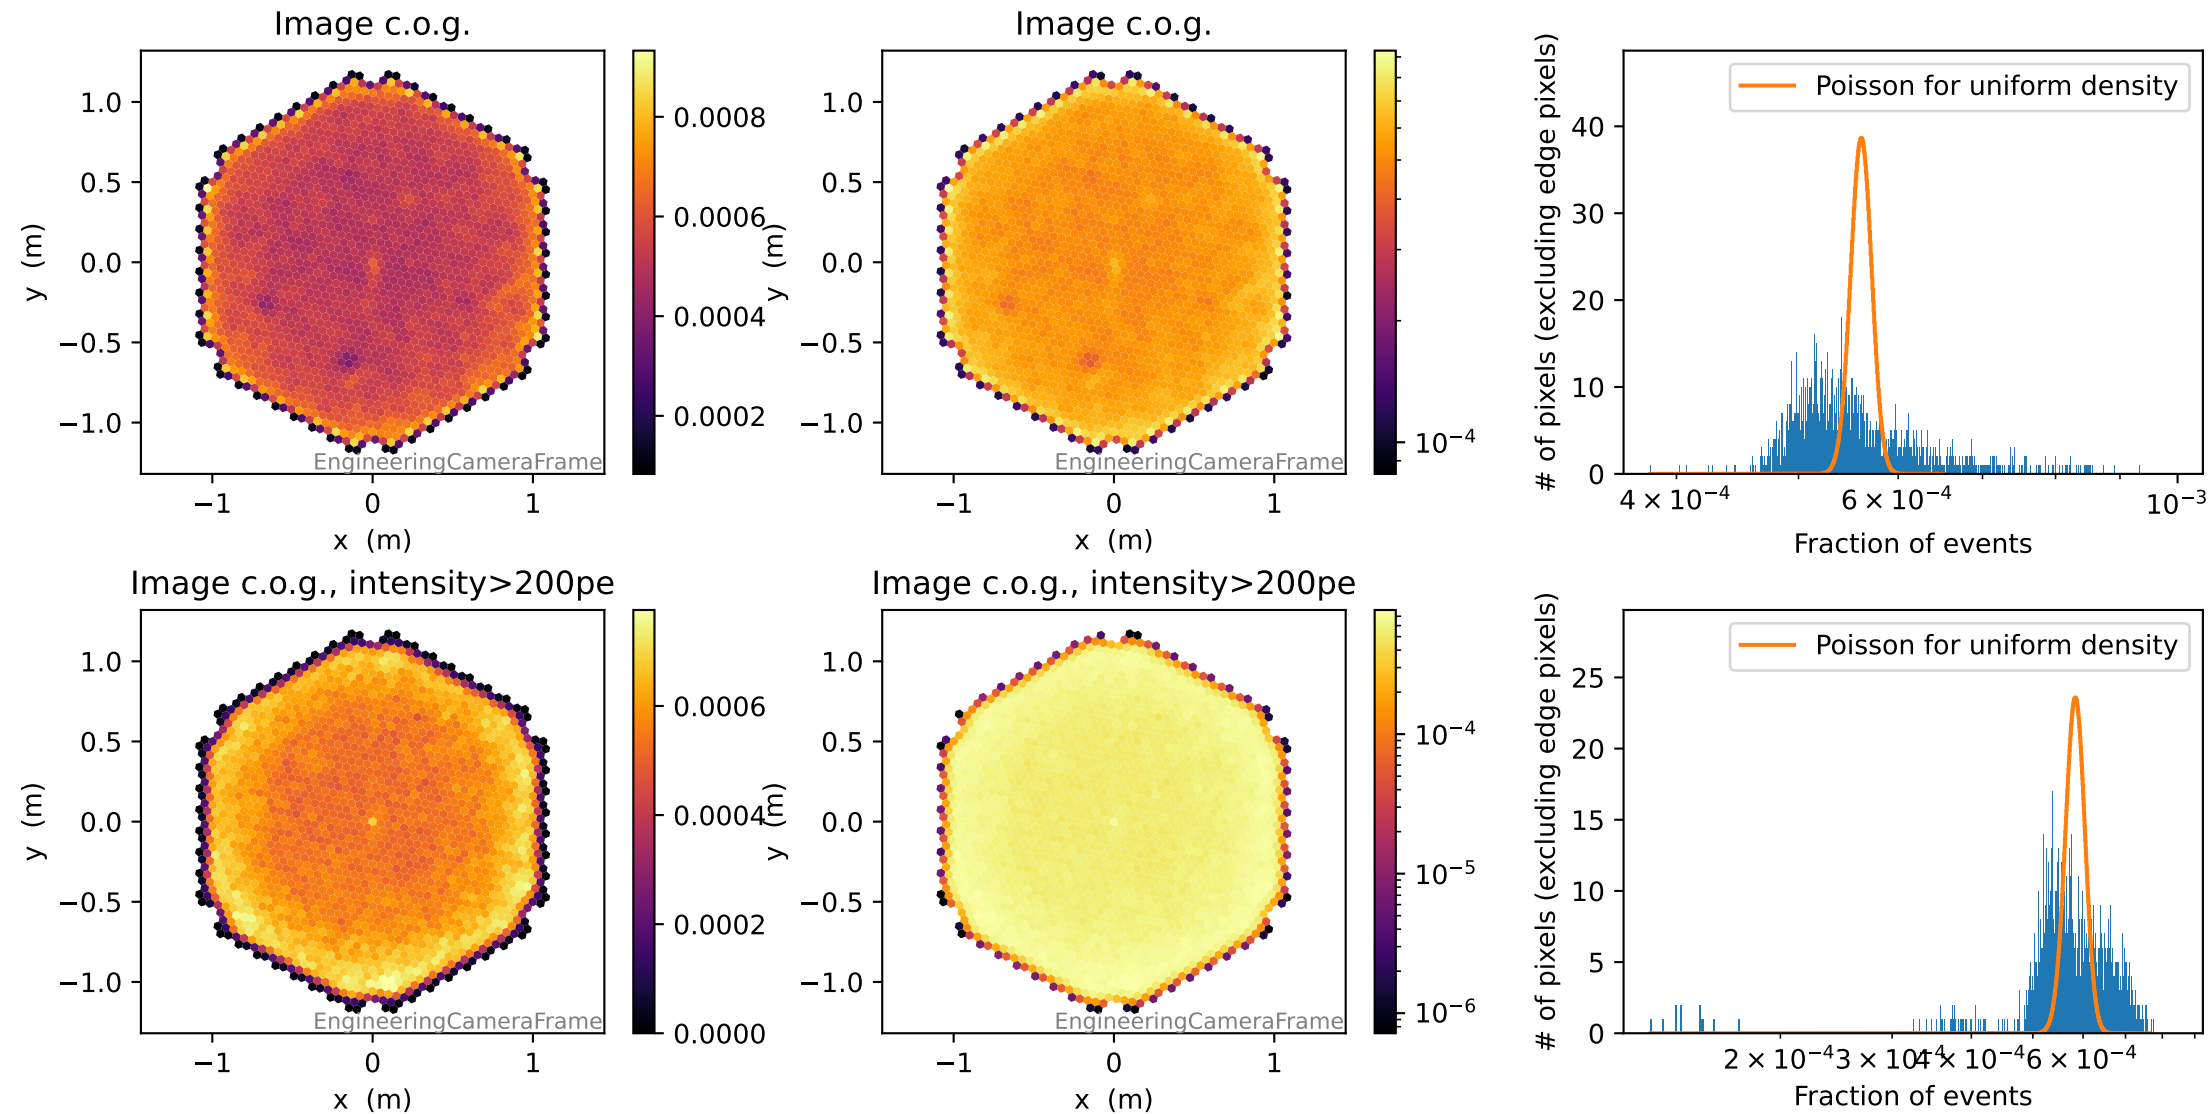 Image c.o.g.
1.0
0.5
0.0
−0.5
−1.0
y (m)
−1
0
1
x (m)
EngineeringCameraFrame
0.0008
0.0006
0.0004
0.0002
Image c.o.g.
1.0
0.5
0.0
−0.5
−1.0
y (m)
−1
0
1
x (m)
EngineeringCameraFrame
10⁻⁴
# of pixels (excluding edge pixels)
40
30
20
10
0
Poisson for uniform density
4 × 10⁻⁴
6 × 10⁻⁴
10⁻³
Fraction of events
Image c.o.g., intensity>200pe
1.0
0.5
0.0
−0.5
−1.0
y (m)
−1
0
1
x (m)
EngineeringCameraFrame
0.0006
0.0004
0.0002
0.0000
Image c.o.g., intensity>200pe
1.0
0.5
0.0
−0.5
−1.0
y (m)
−1
0
1
x (m)
EngineeringCameraFrame
10⁻⁴
10⁻⁵
10⁻⁶
# of pixels (excluding edge pixels)
25
20
15
10
5
0
Poisson for uniform density
2 × 10⁻⁴
3 × 10⁻⁴
4 × 10⁻⁴
6 × 10⁻⁴
Fraction of events